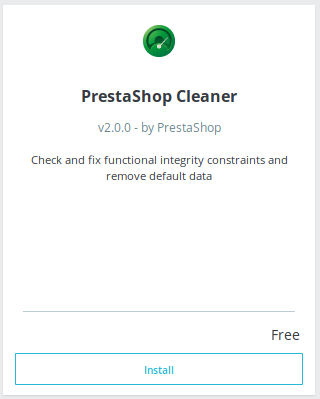 PrestaShop Cleaner
v2.0.0 - by PrestaShop
Check and fix functional integrity constraints and
remove default data
Free
Install